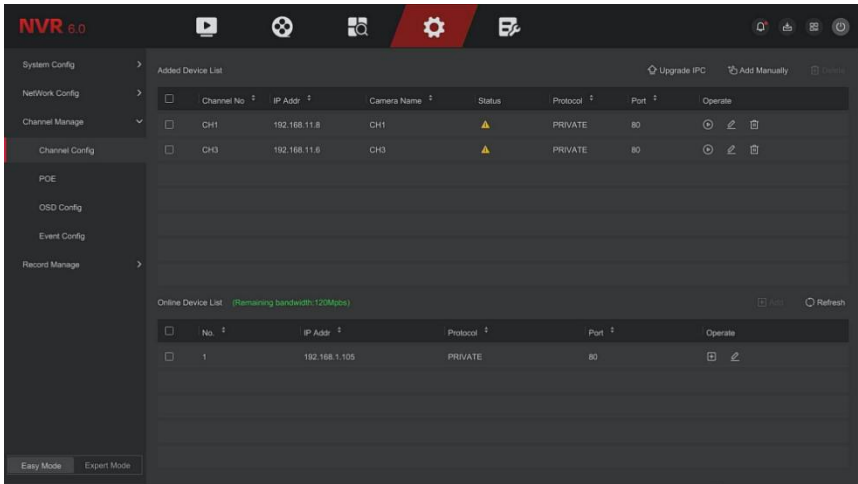 NVR 6.0
System Config
NetWork Config
Channel Manage
Channel Config
POE
OSD Config
Event Config
Record Manage
Easy Mode Expert Mode
Added Device List Upgrade IPC Add Manually Delete
Channel No IP Addr Camera Name Status Protocol Port Operate
CH1 192.168.11.8 CH1 PRIVATE 80
CH3 192.168.11.6 CH3 PRIVATE 80
Online Device List (Remaining bandwidth:120Mpbs) Add Refresh
No. IP Addr Protocol Port Operate
1 192.168.1.105 PRIVATE 80